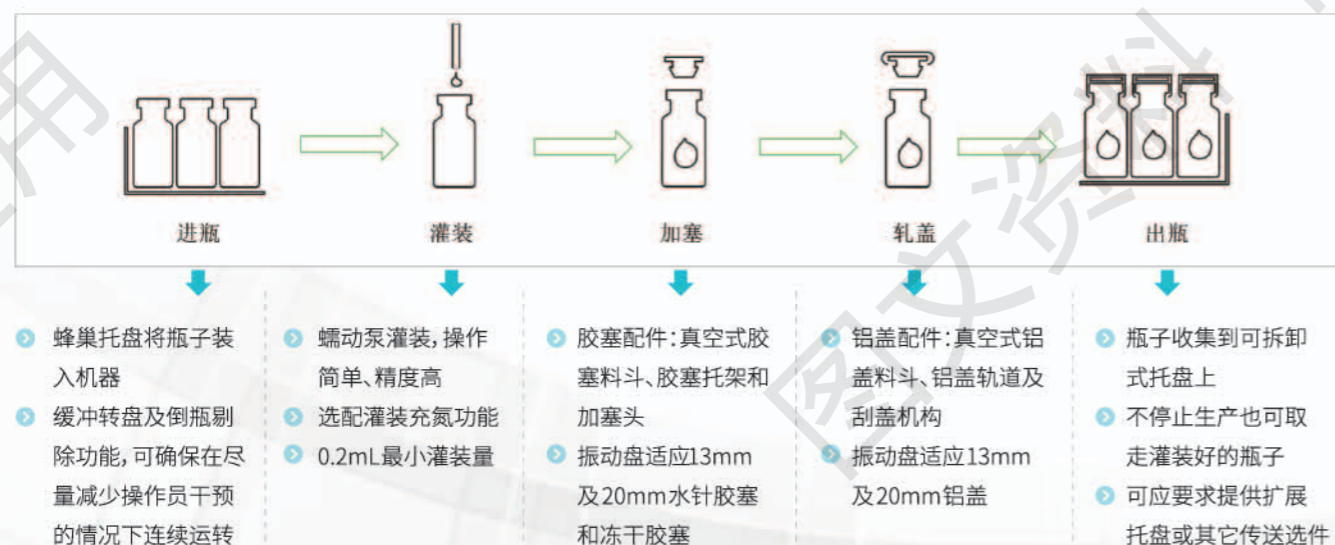 进瓶
灌装
加塞
轧盖
出瓶
蜂巢托盘将瓶子装
入机器
缓冲转盘及倒瓶剔
除功能,可确保在尽
量减少操作员干预
的情况下连续运转
蠕动泵灌装,操作
简单、精度高
选配灌装充氮功能
0.2mL最小灌装量
胶塞配件:真空式胶
塞料斗、胶塞托架和
加塞头
振动盘适应13mm
及20mm水针胶塞
和冻干胶塞
铝盖配件:真空式铝
盖料斗、铝盖轨道及
刮盖机构
振动盘适应13mm
及20mm铝盖
瓶子收集到可拆卸
式托盘上
不停止生产也可取
走灌装好的瓶子
可应要求提供扩展
托盘或其它传送选件
用
图文资料